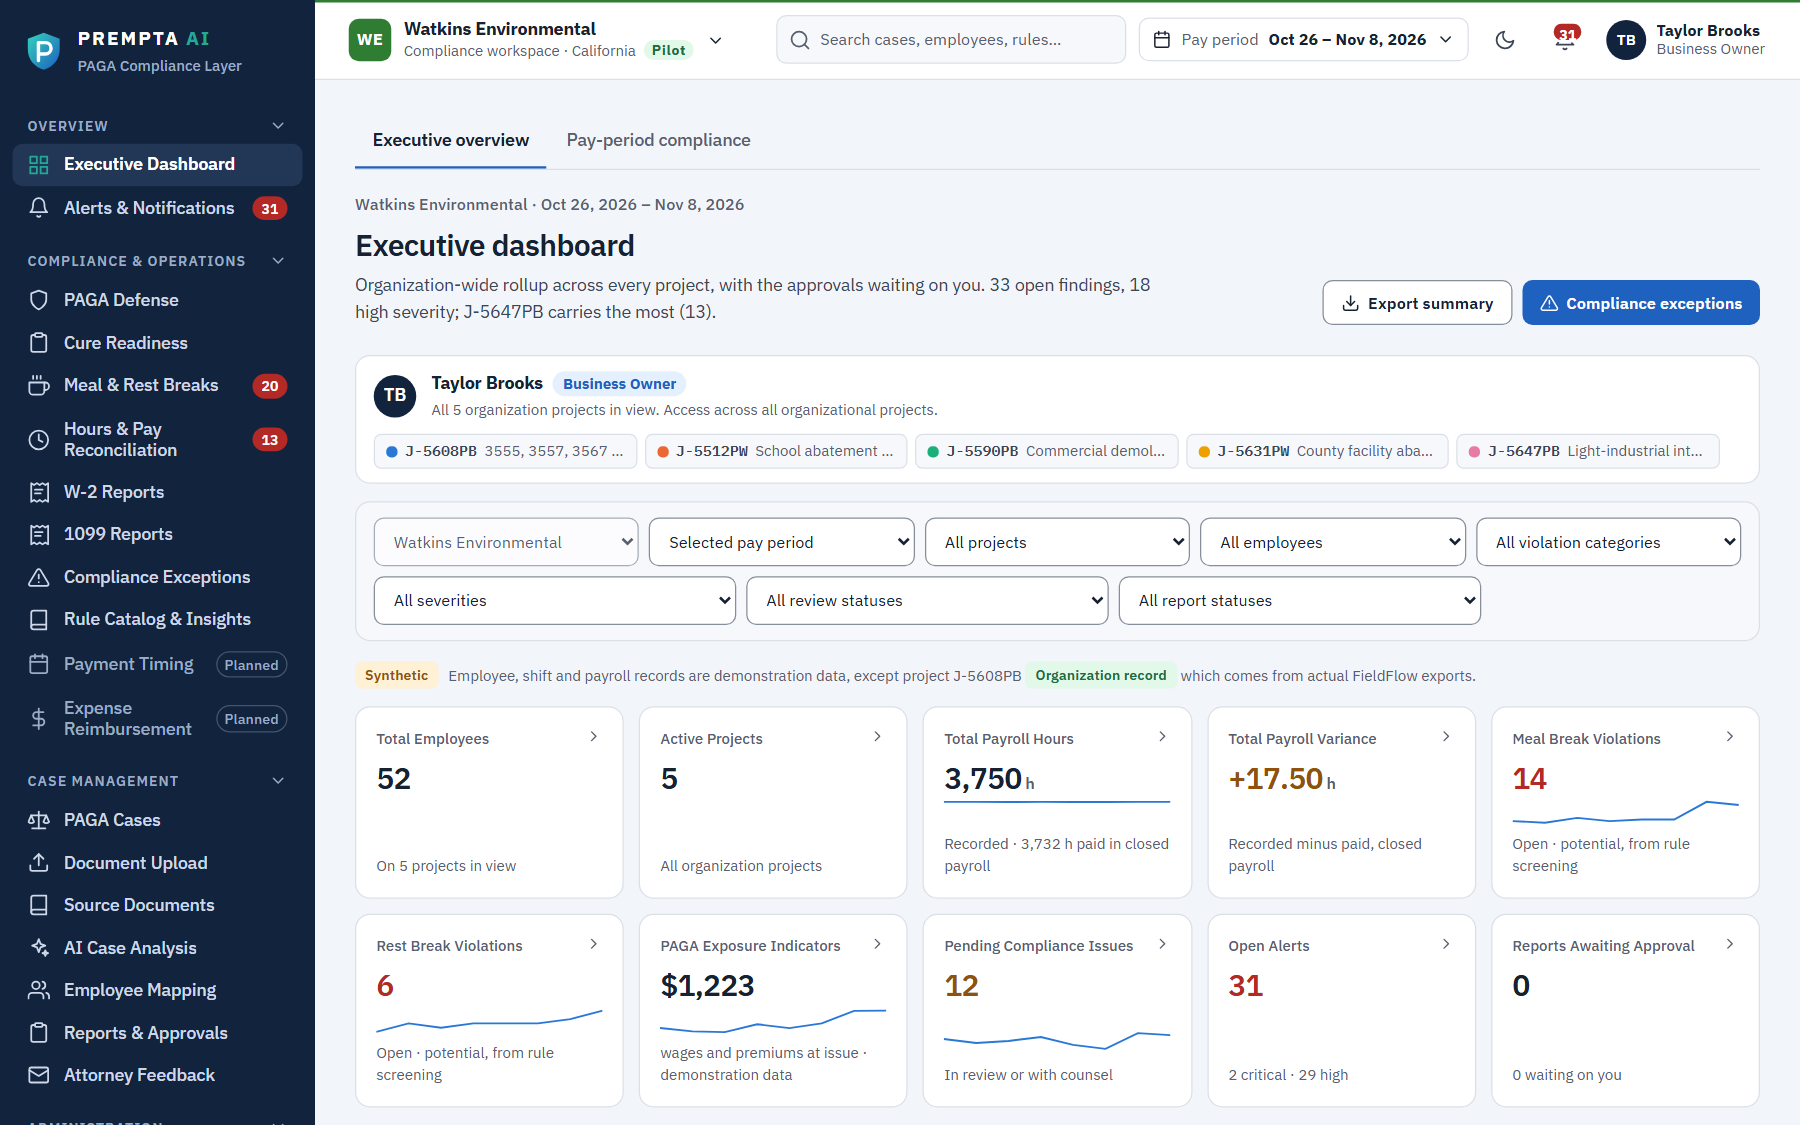 PREMPTA AI
PAGA Compliance Layer
OVERVIEW
Executive Dashboard
Alerts & Notifications 31
COMPLIANCE & OPERATIONS
PAGA Defense
Cure Readiness
Meal & Rest Breaks 20
Hours & Pay
Reconciliation 13
W-2 Reports
1099 Reports
Compliance Exceptions
Rule Catalog & Insights
Payment Timing Planned
Expense
Reimbursement Planned
CASE MANAGEMENT
PAGA Cases
Document Upload
Source Documents
AI Case Analysis
Employee Mapping
Reports & Approvals
Attorney Feedback
WE
Watkins Environmental
Compliance workspace · California Pilot
Search cases, employees, rules...
Pay period Oct 26 – Nov 8, 2026
31
TB
Taylor Brooks
Business Owner
Executive overview Pay-period compliance
Watkins Environmental · Oct 26, 2026 – Nov 8, 2026
Executive dashboard
Organization-wide rollup across every project, with the approvals waiting on you. 33 open findings, 18
high severity; J-5647PB carries the most (13).
Export summary
Compliance exceptions
TB
Taylor Brooks Business Owner
All 5 organization projects in view. Access across all organizational projects.
J-5608PB 3555, 3557, 3567 ...
J-5512PW School abatement ...
J-5590PB Commercial demol...
J-5631PW County facility aba...
J-5647PB Light-industrial int...
Watkins Environmental
Selected pay period
All projects
All employees
All violation categories
All severities
All review statuses
All report statuses
Synthetic Employee, shift and payroll records are demonstration data, except project J-5608PB Organization record which comes from actual FieldFlow exports.
Total Employees
52
On 5 projects in view
Active Projects
5
All organization projects
Total Payroll Hours
3,750 h
Recorded · 3,732 h paid in closed
payroll
Total Payroll Variance
+17.50 h
Recorded minus paid, closed
payroll
Meal Break Violations
14
Open · potential, from rule
screening
Rest Break Violations
6
Open · potential, from rule
screening
PAGA Exposure Indicators
$1,223
wages and premiums at issue ·
demonstration data
Pending Compliance Issues
12
In review or with counsel
Open Alerts
31
2 critical · 29 high
Reports Awaiting Approval
0
0 waiting on you